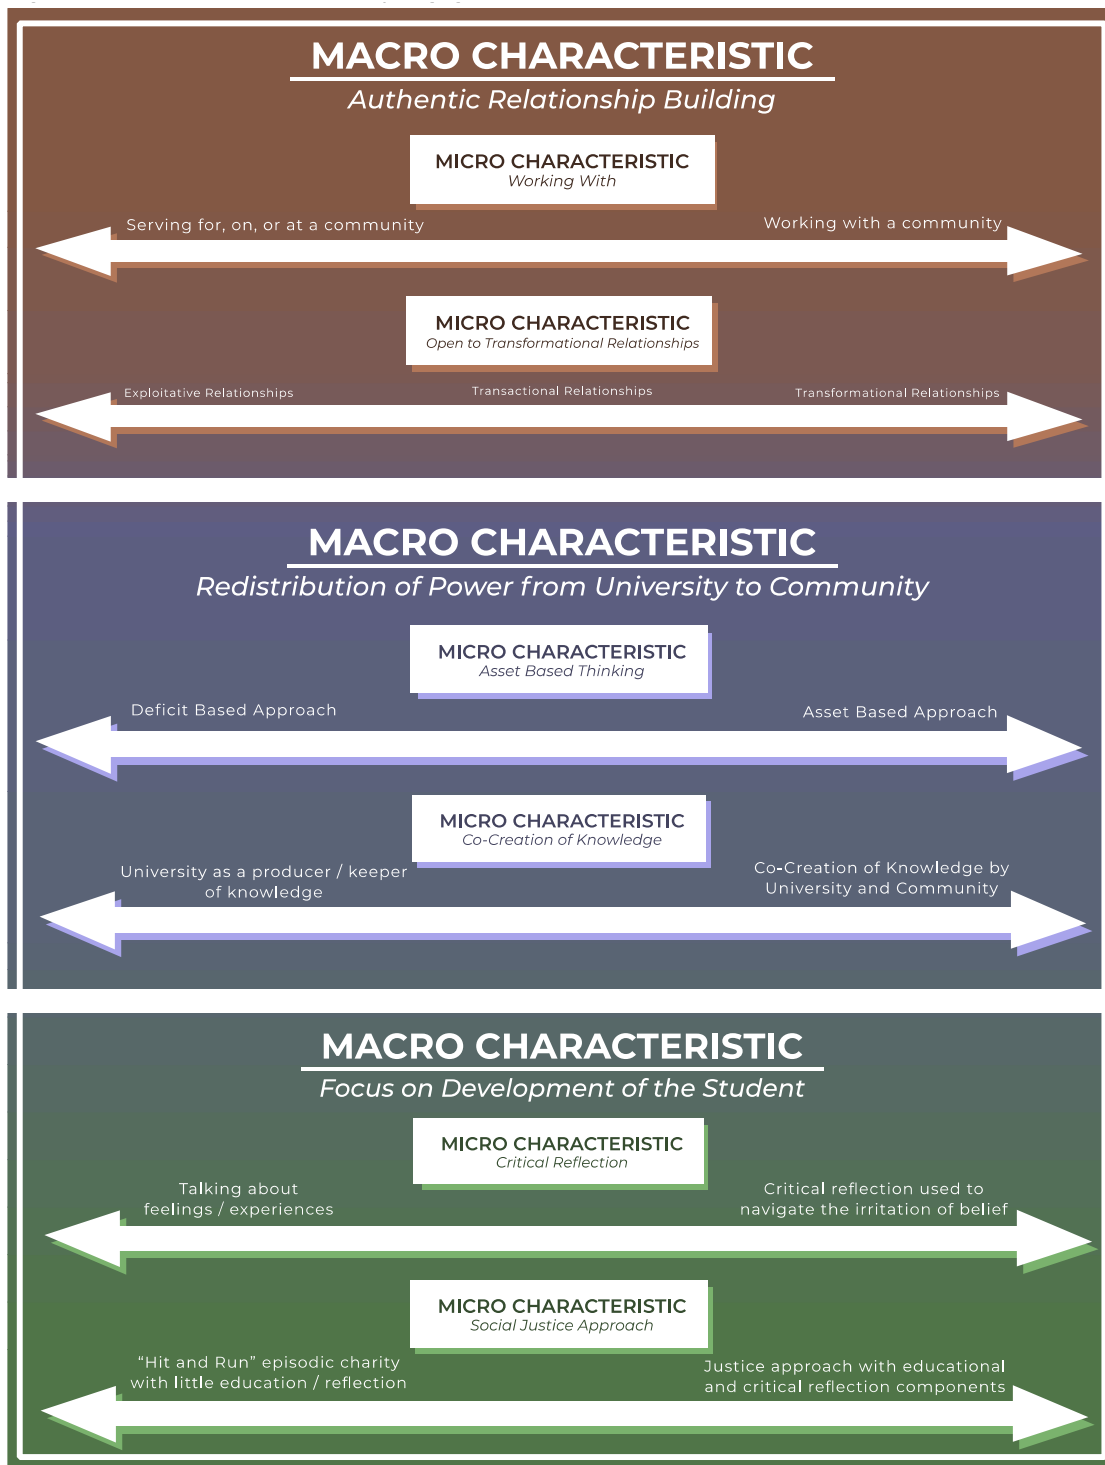 MACRO CHARACTERISTIC
Authentic Relationship Building
MICRO CHARACTERISTIC
Working With
Serving for, on, or at a community
Working with a community
MICRO CHARACTERISTIC
Open to Transformational Relationships
Exploitative Relationships
Transactional Relationships
Transformational Relationships
MACRO CHARACTERISTIC
Redistribution of Power from University to Community
MICRO CHARACTERISTIC
Asset Based Thinking
Deficit Based Approach
Asset Based Approach
MICRO CHARACTERISTIC
Co-Creation of Knowledge
University as a producer / keeper
of knowledge
Co-Creation of Knowledge by
University and Community
MACRO CHARACTERISTIC
Focus on Development of the Student
MICRO CHARACTERISTIC
Critical Reflection
Talking about
feelings / experiences
Critical reflection used to
navigate the irritation of belief
MICRO CHARACTERISTIC
Social Justice Approach
“Hit and Run” episodic charity
with little education / reflection
Justice approach with educational
and critical reflection components